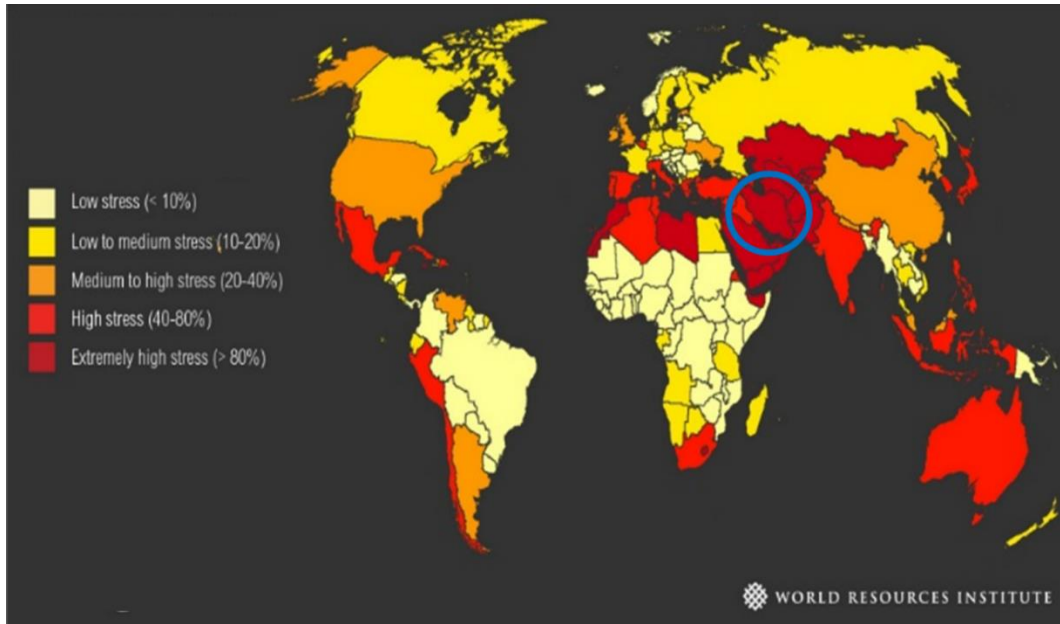 Low stress (< 10%)
Low to medium stress (10-20%)
Medium to high stress (20-40%)
High stress (40-80%)
Extremely high stress (> 80%)
WORLD RESOURCES INSTITUTE